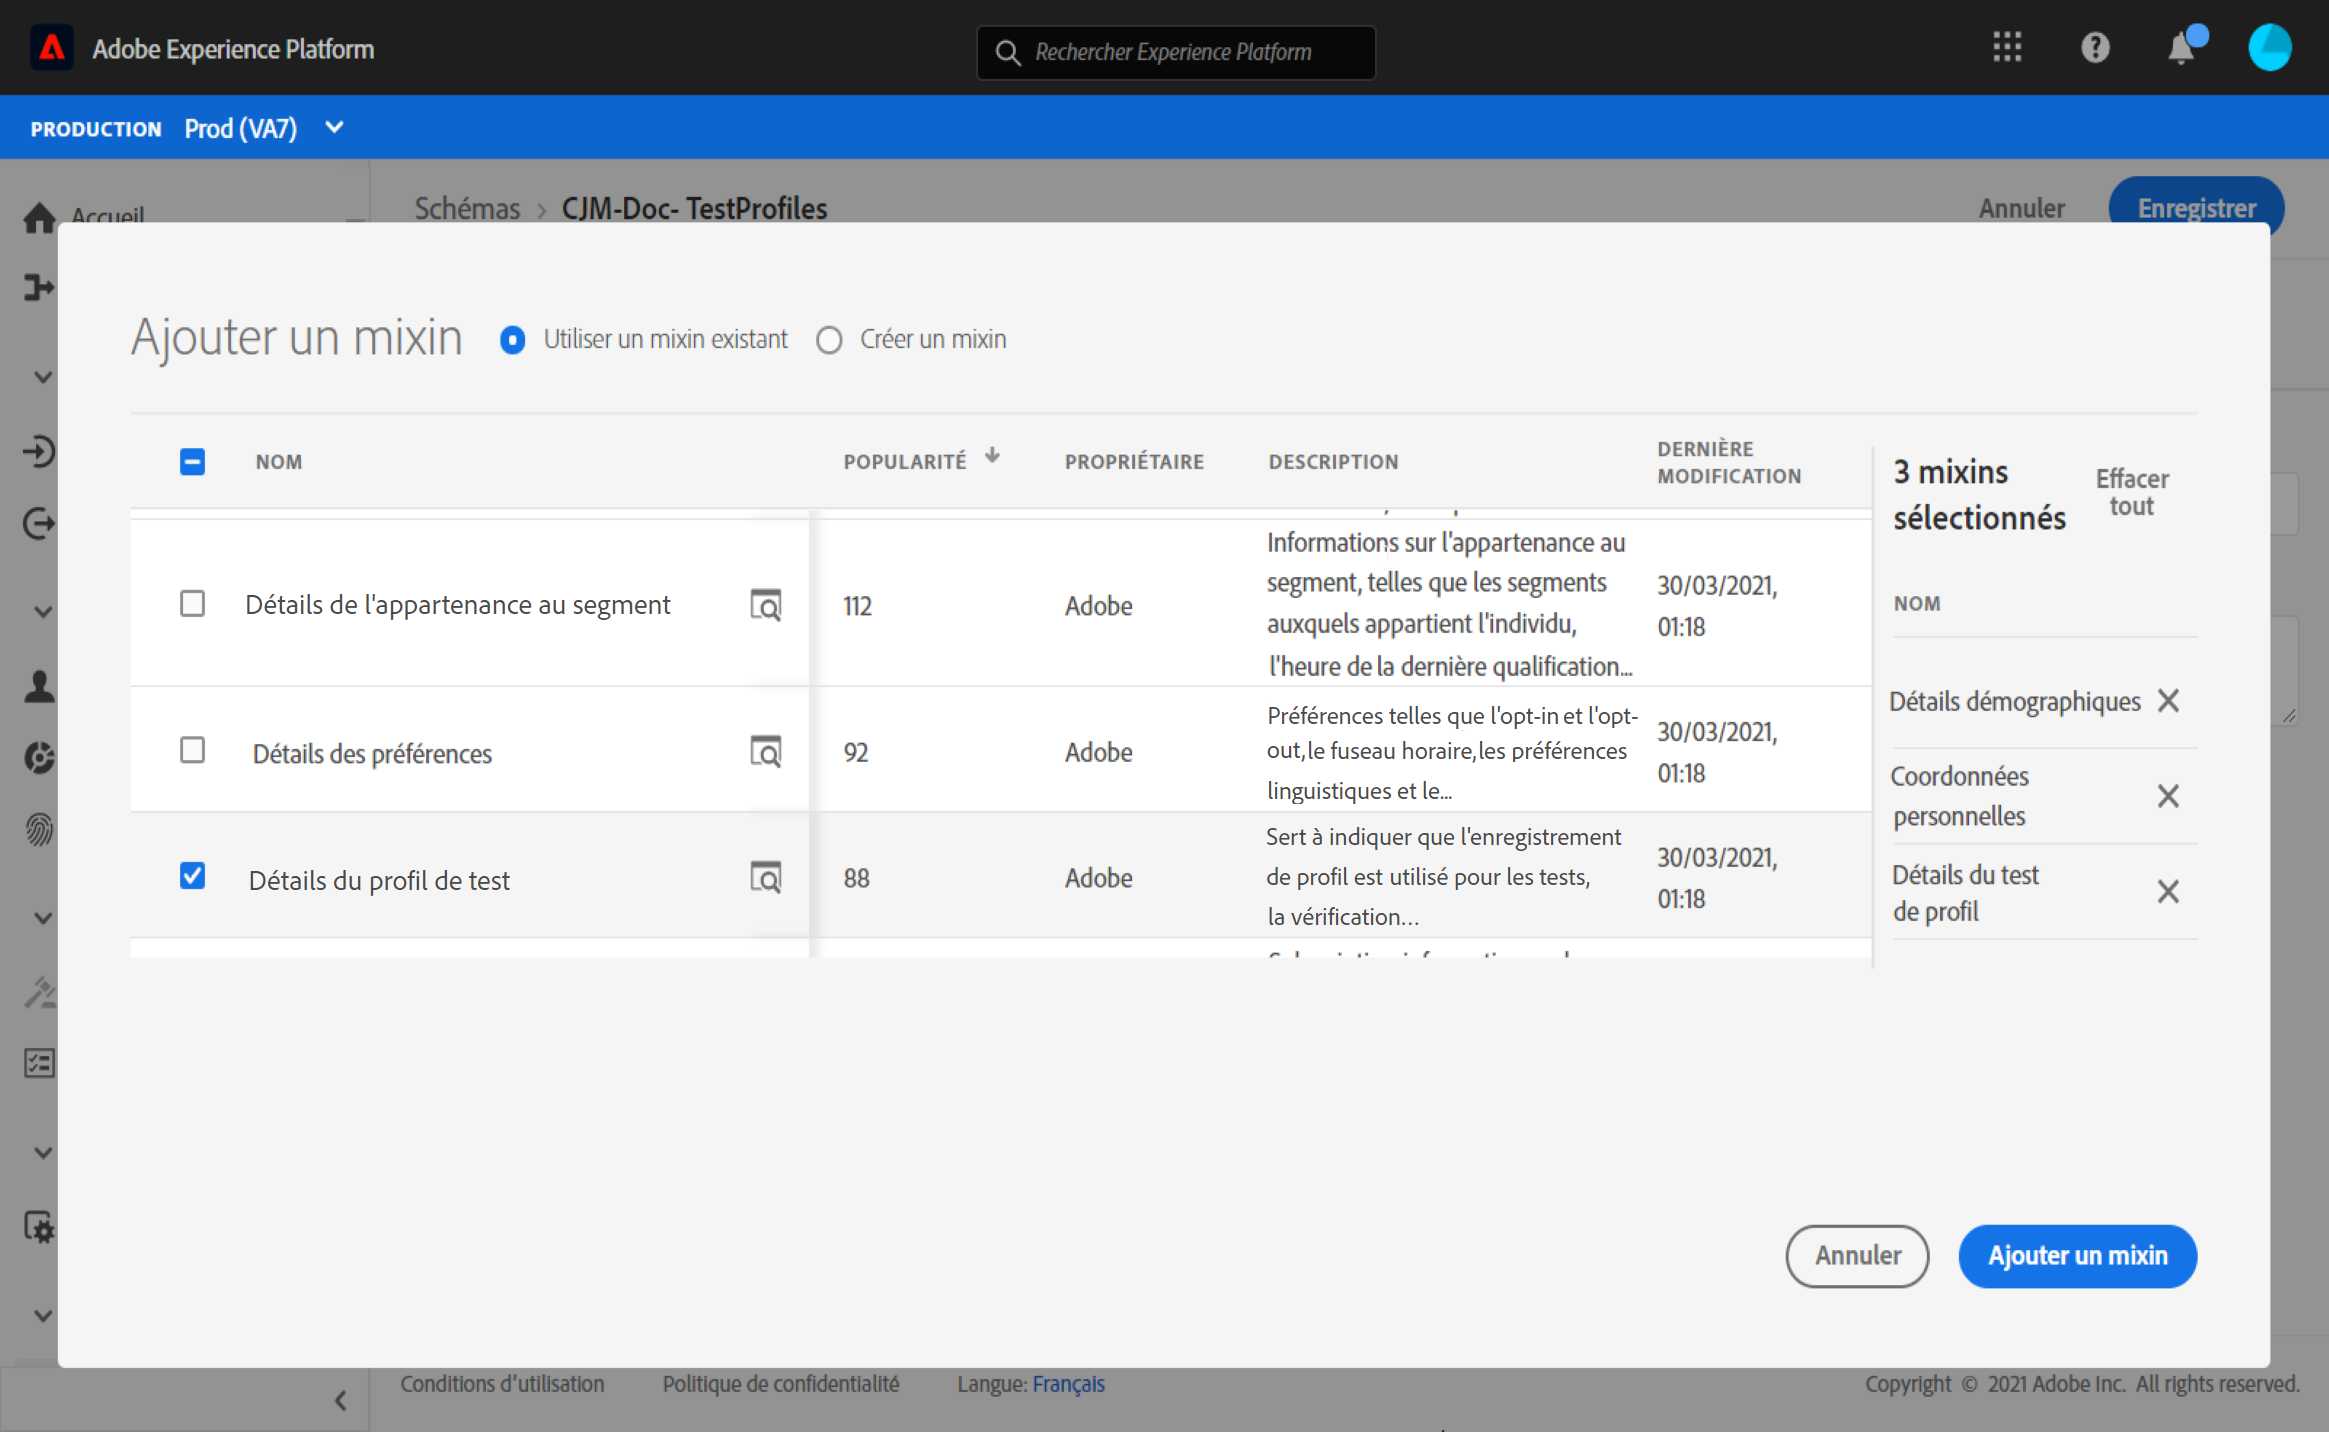 Adobe Experience Platform
Rechercher Experience Platform
PRODUCTION Prod (VA7)
Accueil
Schémas › CJM-Doc- TestProfiles
Annuler
Enregistrer
Ajouter un mixin
Utiliser un mixin existant
Créer un mixin
NOM
POPULARITÉ
PROPRIÉTAIRE
DESCRIPTION
DERNIÈRE
MODIFICATION
Détails de l'appartenance au segment
112
Adobe
Informations sur l'appartenance au
segment, telles que les segments
auxquels appartient l'individu,
l'heure de la dernière qualification...
30/03/2021,
01:18
Détails des préférences
92
Adobe
Préférences telles que l'opt-in et l'opt-
out,le fuseau horaire,les préférences
linguistiques et le...
30/03/2021,
01:18
Détails du profil de test
88
Adobe
Sert à indiquer que l'enregistrement
de profil est utilisé pour les tests,
la vérification...
30/03/2021,
01:18
3 mixins
sélectionnés
Effacer
tout
NOM
Détails démographiques
Coordonnées
personnelles
Détails du test
de profil
Annuler
Ajouter un mixin
Conditions d'utilisation
Politique de confidentialité
Langue: Français
Copyright © 2021 Adobe Inc. All rights reserved.